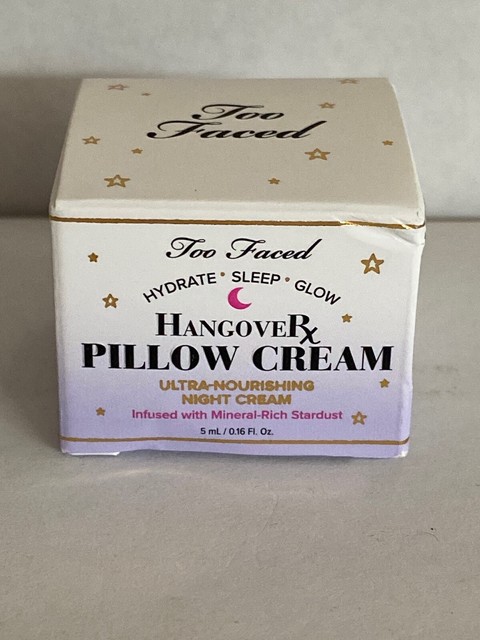 Too
Faced
Too Faced
HYDRATE • SLEEP • GLOW
HANGOVERx
PILLOW CREAM
ULTRA-NOURISHING
NIGHT CREAM
Infused with Mineral-Rich Stardust
5 mL / 0.16 Fl. Oz.